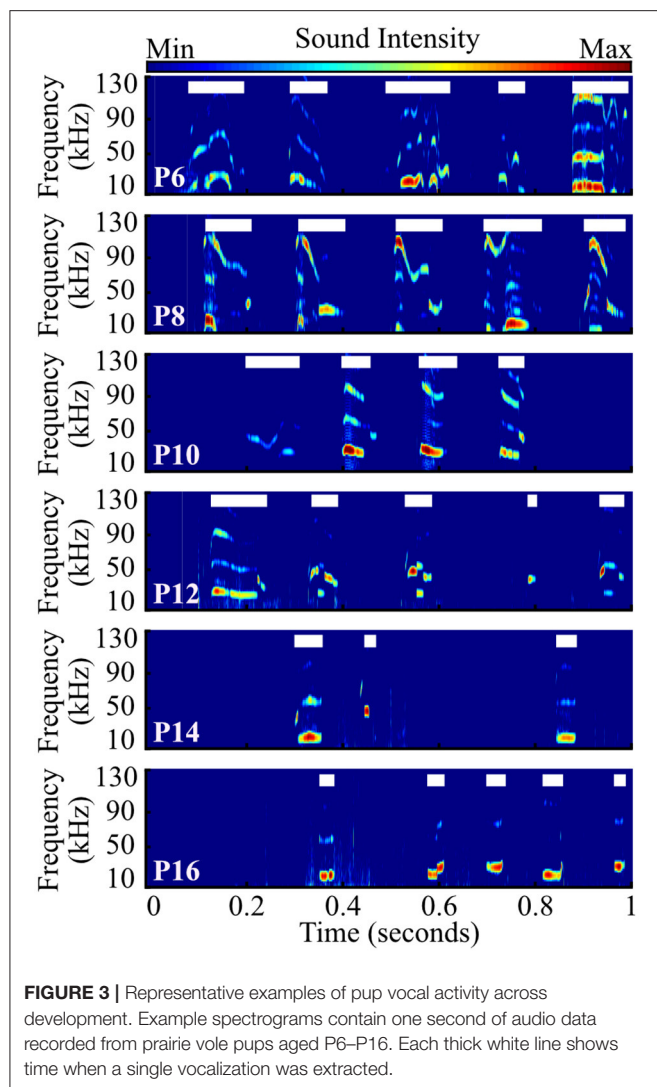 Min Sound Intensity Max
Frequency (kHz)
130
90
50
10
P6
Frequency (kHz)
130
90
50
10
P8
Frequency (kHz)
130
90
50
10
P10
Frequency (kHz)
130
90
50
10
P12
Frequency (kHz)
130
90
50
10
P14
Frequency (kHz)
130
90
50
10
P16
0 0.2 0.4 0.6 0.8 1
Time (seconds)
FIGURE 3 | Representative examples of pup vocal activity across
development. Example spectrograms contain one second of audio data
recorded from prairie vole pups aged P6–P16. Each thick white line shows
time when a single vocalization was extracted.